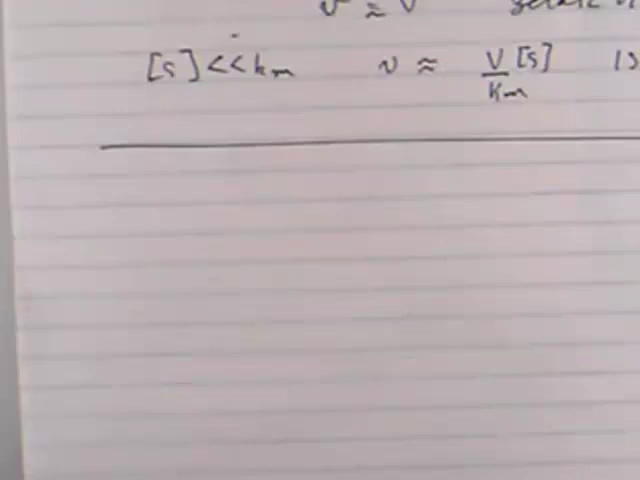 v ≈ V
[s] << km v ≈ V/km [s]